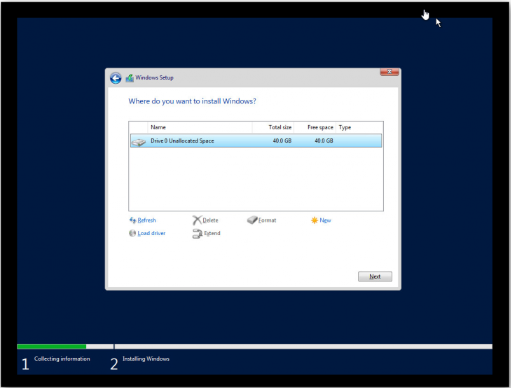 Windows Setup
Where do you want to install Windows?
Name Total size Free space Type
Drive 0 Unallocated Space 40.0 GB 40.0 GB
Refresh Delete Format New
Load driver Extend
Next
1 Collecting information 2 Installing Windows